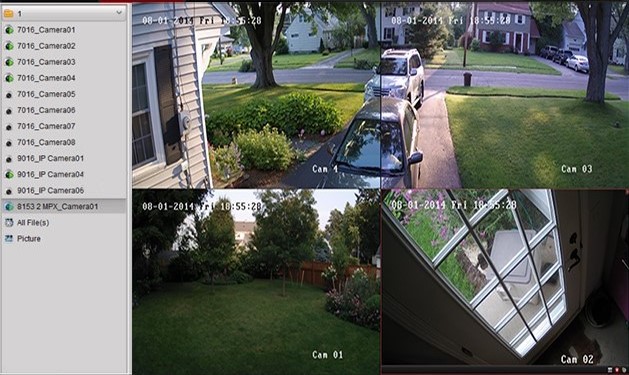 1
7016_Camera01
7016_Camera02
7016_Camera03
7016_Camera04
7016_Camera05
7016_Camera06
7016_Camera07
7016_Camera08
9016_IP Camera01
9016_IP Camera04
9016_IP Camera06
8153 2 MPX_Camera01
All File(s)
Picture
08-01-2014 Fri 18:55:28
Cam 4
08-01-2014 Fri 18:55:28
Cam 03
08-01-2014 Fri 18:55:28
Cam 01
08-01-2014 Fri 18:55:28
Cam 02